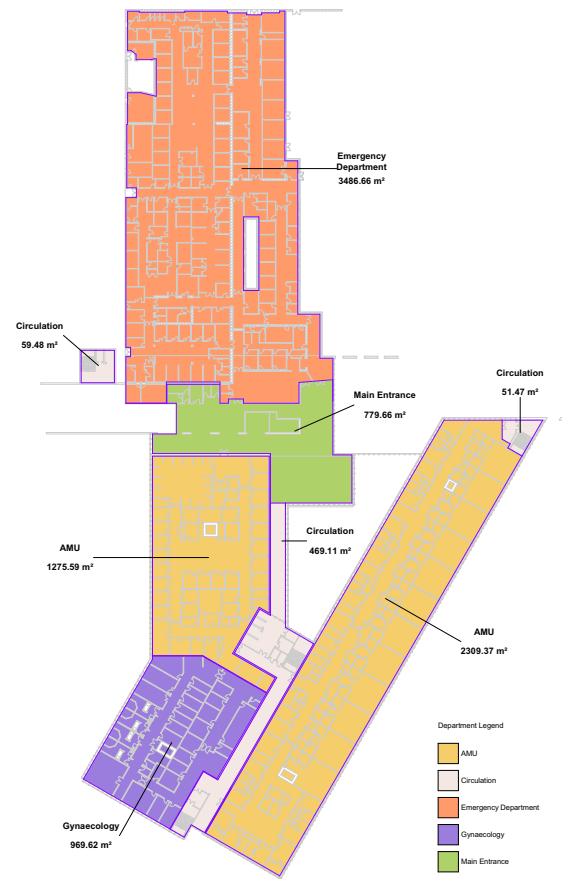 Emergency
Department
3486.66 m²
Circulation
59.48 m²
Circulation
51.47 m²
Main Entrance
779.66 m²
Circulation
469.11 m²
AMU
1275.59 m²
AMU
2309.37 m²
Gynaecology
969.62 m²
Department Legend
AMU
Circulation
Emergency Department
Gynaecology
Main Entrance